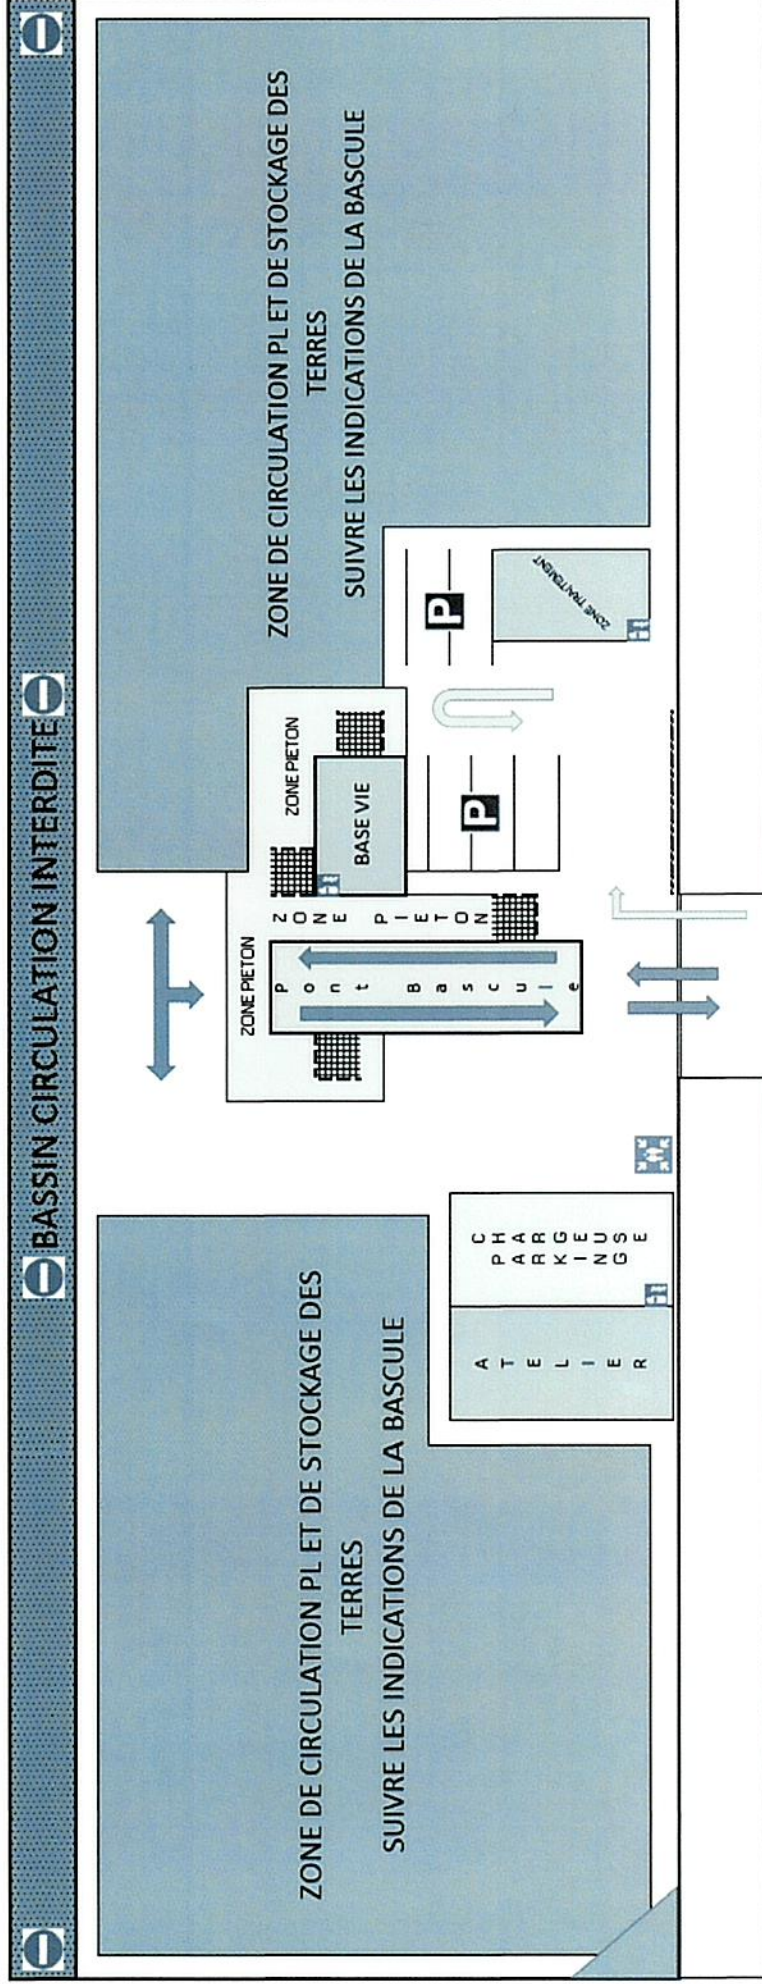 BASSIN CIRCULATION INTERDITE
ZONE DE CIRCULATION PL ET DE STOCKAGE DES
TERRES
SUIVRE LES INDICATIONS DE LA BASCULE
ZONE DE CIRCULATION PL ET DE STOCKAGE DES
TERRES
SUIVRE LES INDICATIONS DE LA BASCULE
ZONE PIETON
Pont Bascule
ZONE PIETON
ZONE PIETON
BASE VIE
P
P
ZONE TRAITEMENT
ATELIER
PARKING
CHARGEUSE